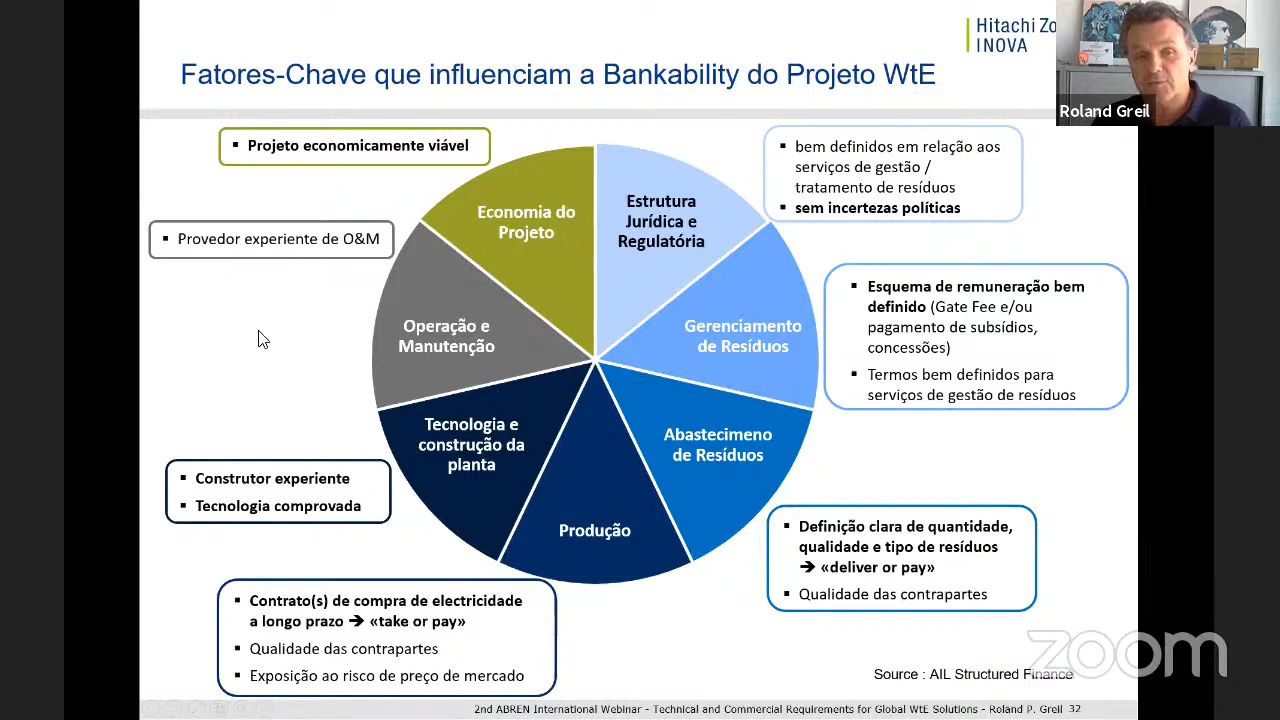 Hitachi Zo
INOVA
Roland Greil
Fatores-Chave que influenciam a Bankability do Projeto WtE
▪ Projeto economicamente viável
▪ bem definidos em relação aos
serviços de gestão /
tratamento de resíduos
▪ sem incertezas políticas
▪ Provedor experiente de O&M
Economia do
Projeto
Estrutura
Jurídica e
Regulatória
▪ Esquema de remuneração bem
definido (Gate Fee e/ou
pagamento de subsídios,
concessões)
▪ Termos bem definidos para
serviços de gestão de resíduos
Operação e
Manutenção
Gerenciamento
de Resíduos
Tecnologia e
construção da
planta
Abastecimeno
de Resíduos
Produção
▪ Construtor experiente
▪ Tecnologia comprovada
▪ Definição clara de quantidade,
qualidade e tipo de resíduos
➔ «deliver or pay»
▪ Qualidade das contrapartes
▪ Contrato(s) de compra de electricidade
a longo prazo ➔ «take or pay»
▪ Qualidade das contrapartes
▪ Exposição ao risco de preço de mercado
zoom
Source : AIL Structured Finance
2nd ABREN International Webinar - Technical and Commercial Requirements for Global WtE Solutions - Roland P. Greil 32